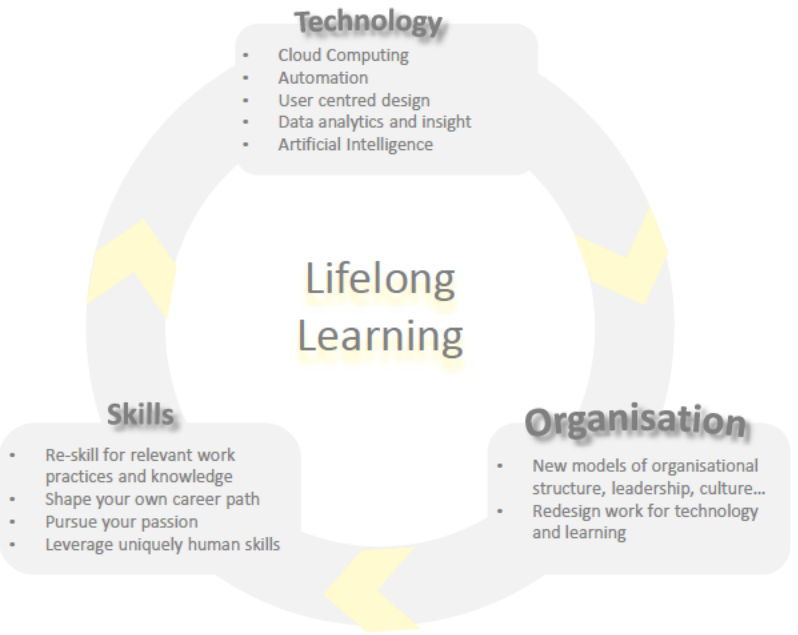 Technology
• Cloud Computing
• Automation
• User centred design
• Data analytics and insight
• Artificial Intelligence
Lifelong
Learning
Skills
• Re-skill for relevant work
practices and knowledge
• Shape your own career path
• Pursue your passion
• Leverage uniquely human skills
Organisation
• New models of organisational
structure, leadership, culture...
• Redesign work for technology
and learning